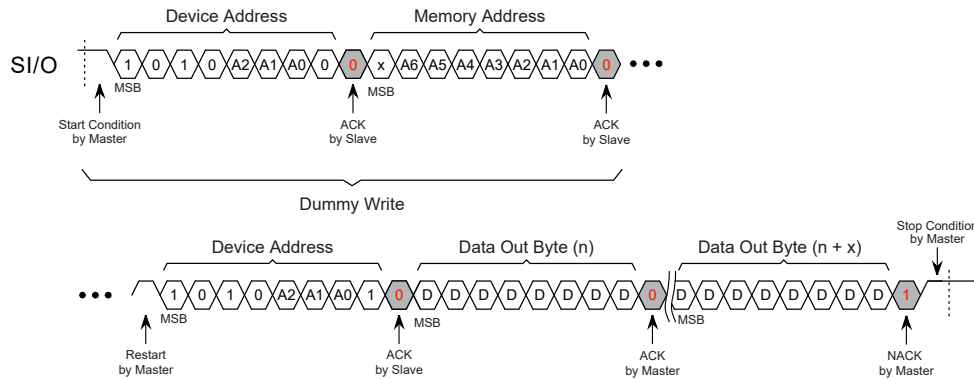 Device Address
Memory Address
SI/O
1 0 1 0 A2 A1 A0 0 0 x A6 A5 A4 A3 A2 A1 A0 0 •••
MSB
MSB
Start Condition
by Master
ACK
by Slave
ACK
by Slave
Dummy Write
Stop Condition
by Master
Device Address
Data Out Byte (n)
Data Out Byte (n + x)
••• 1 0 1 0 A2 A1 A0 1 0 D D D D D D D D 0 D D D D D D D D 1
MSB
MSB
MSB
Restart
by Master
ACK
by Slave
ACK
by Master
NACK
by Master